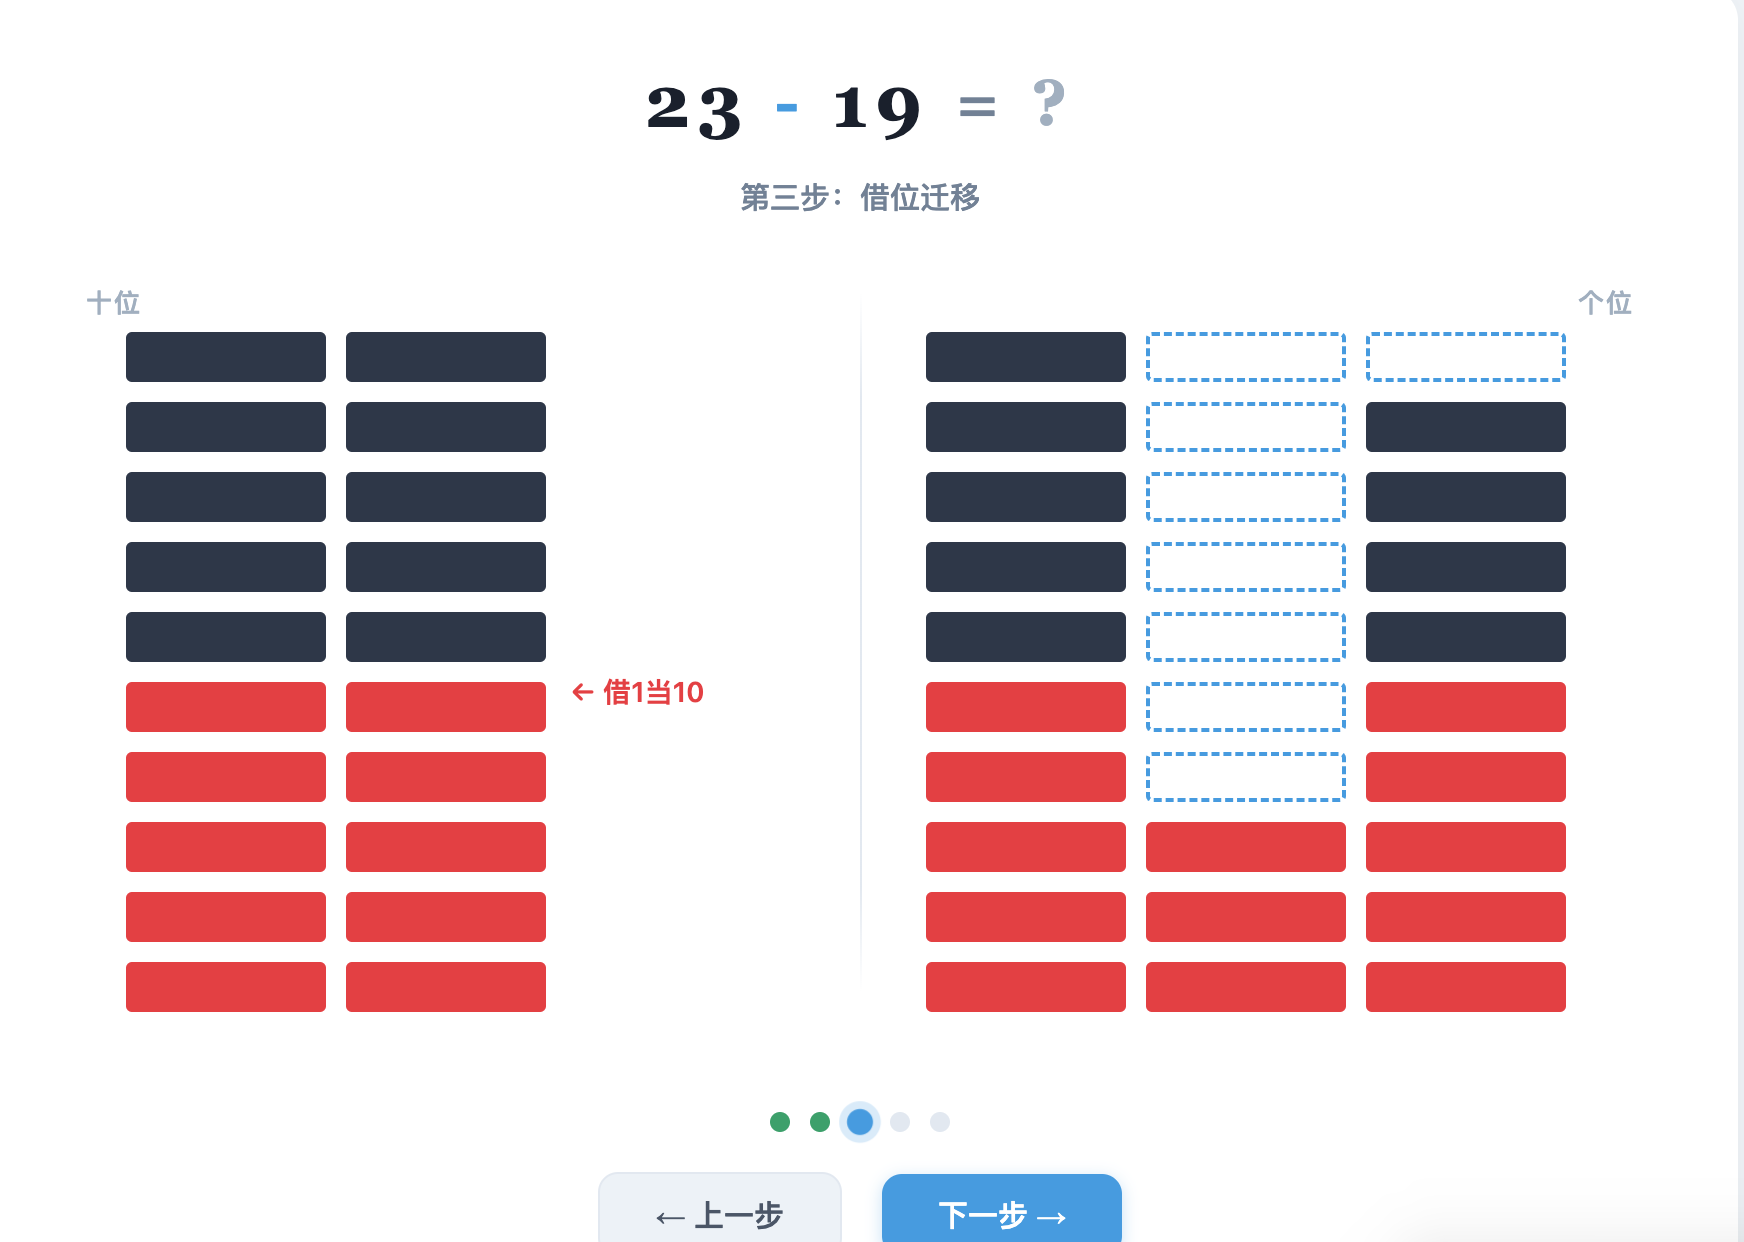 23 - 19 = ?
第三步：借位迁移
十位
个位
← 借1当10
← 上一步
下一步 →